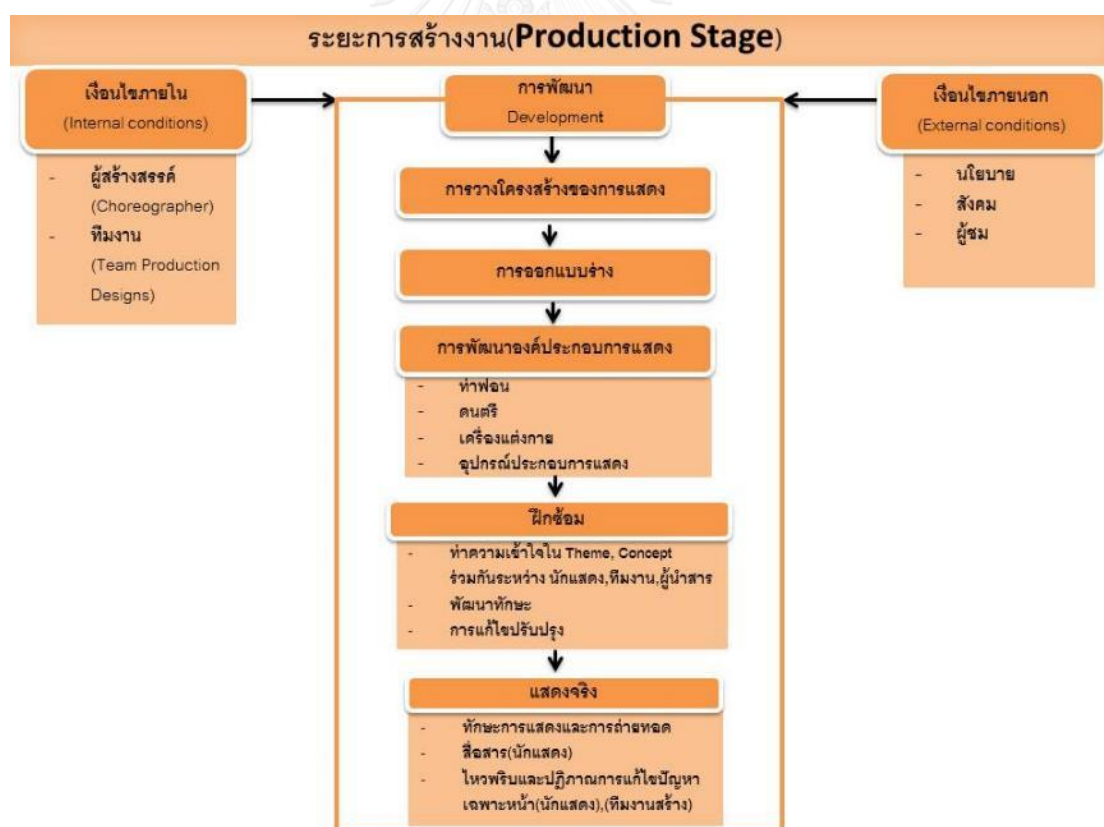 ระยะการสร้างงาน(Production Stage)
เงื่อนไขภายใน
(Internal conditions)
- ผู้สร้างสรรค์
(Choreographer)
- ทีมงาน
(Team Production
Designs)
การพัฒนา
Development
การวางโครงสร้างของการแสดง
การออกแบบร่าง
การพัฒนาองค์ประกอบการแสดง
- ท่าฟ้อน
- ดนตรี
- เครื่องแต่งกาย
- อุปกรณ์ประกอบการแสดง
ฝึกซ้อม
- ทำความเข้าใจใน Theme, Concept
ร่วมกันระหว่าง นักแสดง,ทีมงาน,ผู้นำสาร
- พัฒนาทักษะ
- การแก้ไขปรับปรุง
แสดงจริง
- ทักษะการแสดงและการถ่ายทอด
- สื่อสาร(นักแสดง)
- ไหวพริบและปฏิภาณการแก้ไขปัญหา
เฉพาะหน้า(นักแสดง),(ทีมงานสร้าง)
เงื่อนไขภายนอก
(External conditions)
- นโยบาย
- สังคม
- ผู้ชม